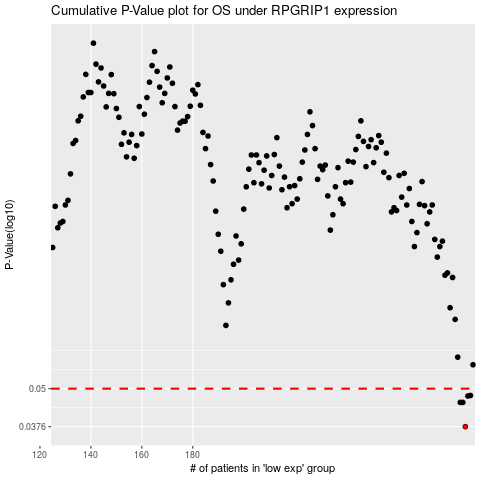 Cumulative P-Value plot for OS under RPGRIP1 expression
P-Value(log10)
0.05
0.0376
120 140 160 180
# of patients in 'low exp' group